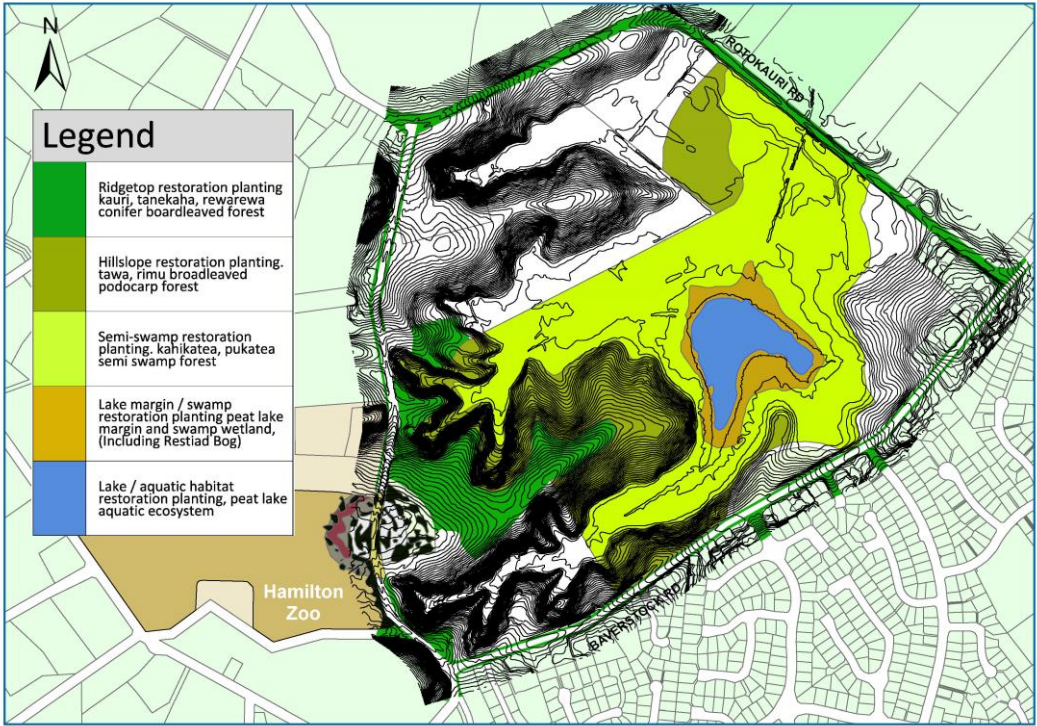 N
ROTOKAURI RD
Legend
Ridgetop restoration planting
kauri, tanekaha, rewarewa
conifer boardleaved forest
Hillslope restoration planting.
tawa, rimu broadleaved
podocarp forest
Semi-swamp restoration
planting. kahikatea, pukatea
semi swamp forest
Lake margin / swamp
restoration planting peat lake
margin and swamp wetland,
(Including Restiad Bog)
Lake / aquatic habitat
restoration planting, peat lake
aquatic ecosystem
Hamilton
Zoo
BAVERSTOCK RD